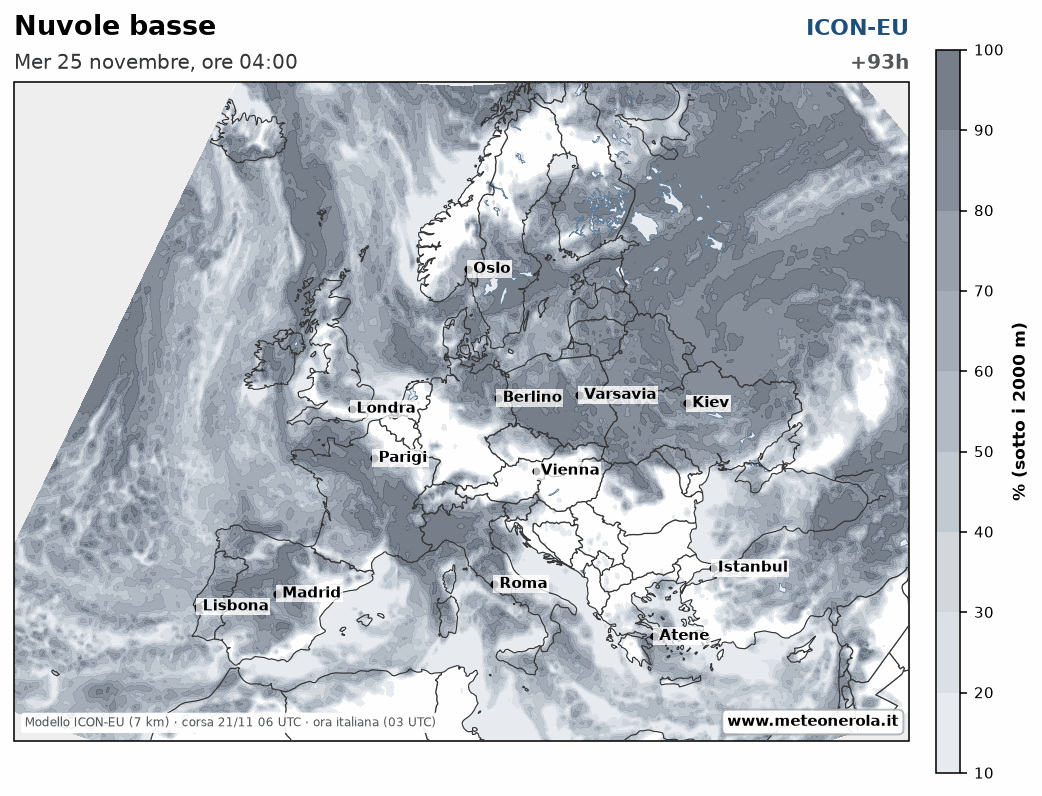 Nuvole basse
ICON-EU
Mer 25 novembre, ore 04:00
+93h
100
90
80
70
60
50
40
30
20
10
% (sotto i 2000 m)
Oslo
Londra
Berlino
Varsavia
Kiev
Parigi
Vienna
Istanbul
Roma
Madrid
Lisbona
Atene
Modello ICON-EU (7 km) · corsa 21/11 06 UTC · ora italiana (03 UTC)
www.meteonerola.it